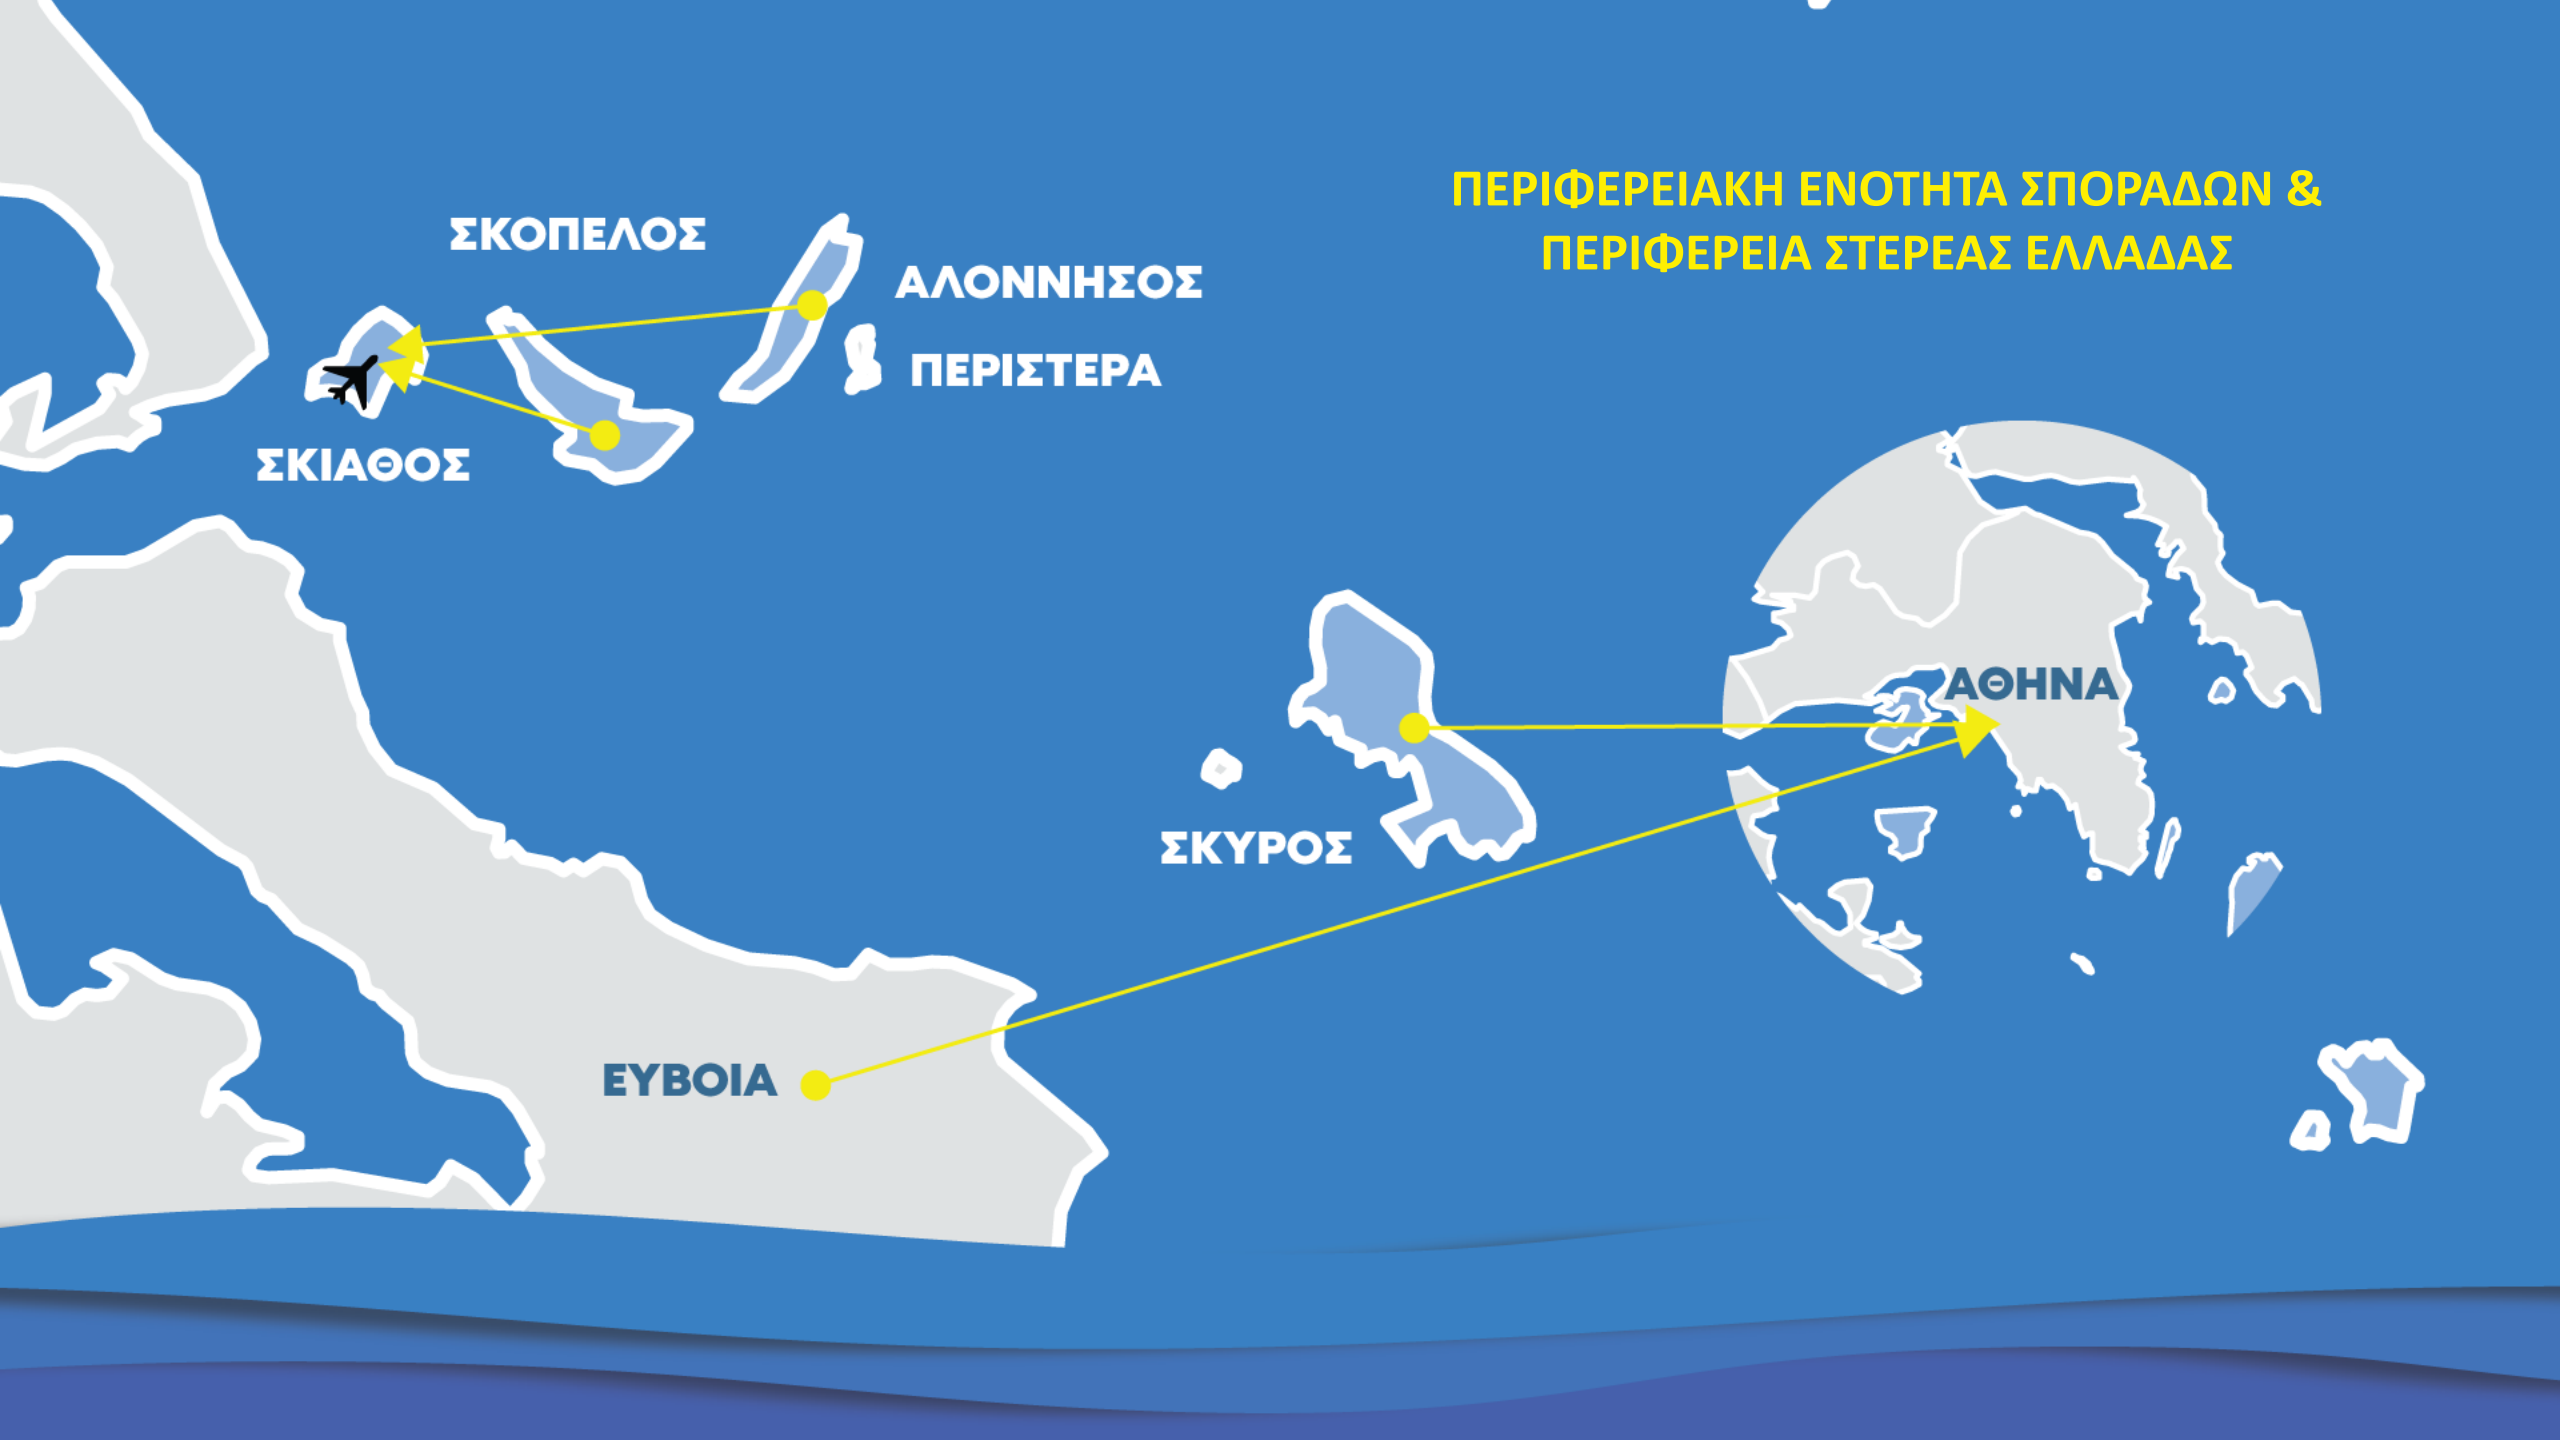 ΠΕΡΙΦΕΡΕΙΑΚΗ ΕΝΟΤΗΤΑ ΣΠΟΡΑΔΩΝ &
ΠΕΡΙΦΕΡΕΙΑ ΣΤΕΡΕΑΣ ΕΛΛΑΔΑΣ
ΣΚΟΠΕΛΟΣ
ΑΛΟΝΝΗΣΟΣ
ΠΕΡΙΣΤΕΡΑ
ΣΚΙΑΘΟΣ
ΑΘΗΝΑ
ΣΚΥΡΟΣ
ΕΥΒΟΙΑ